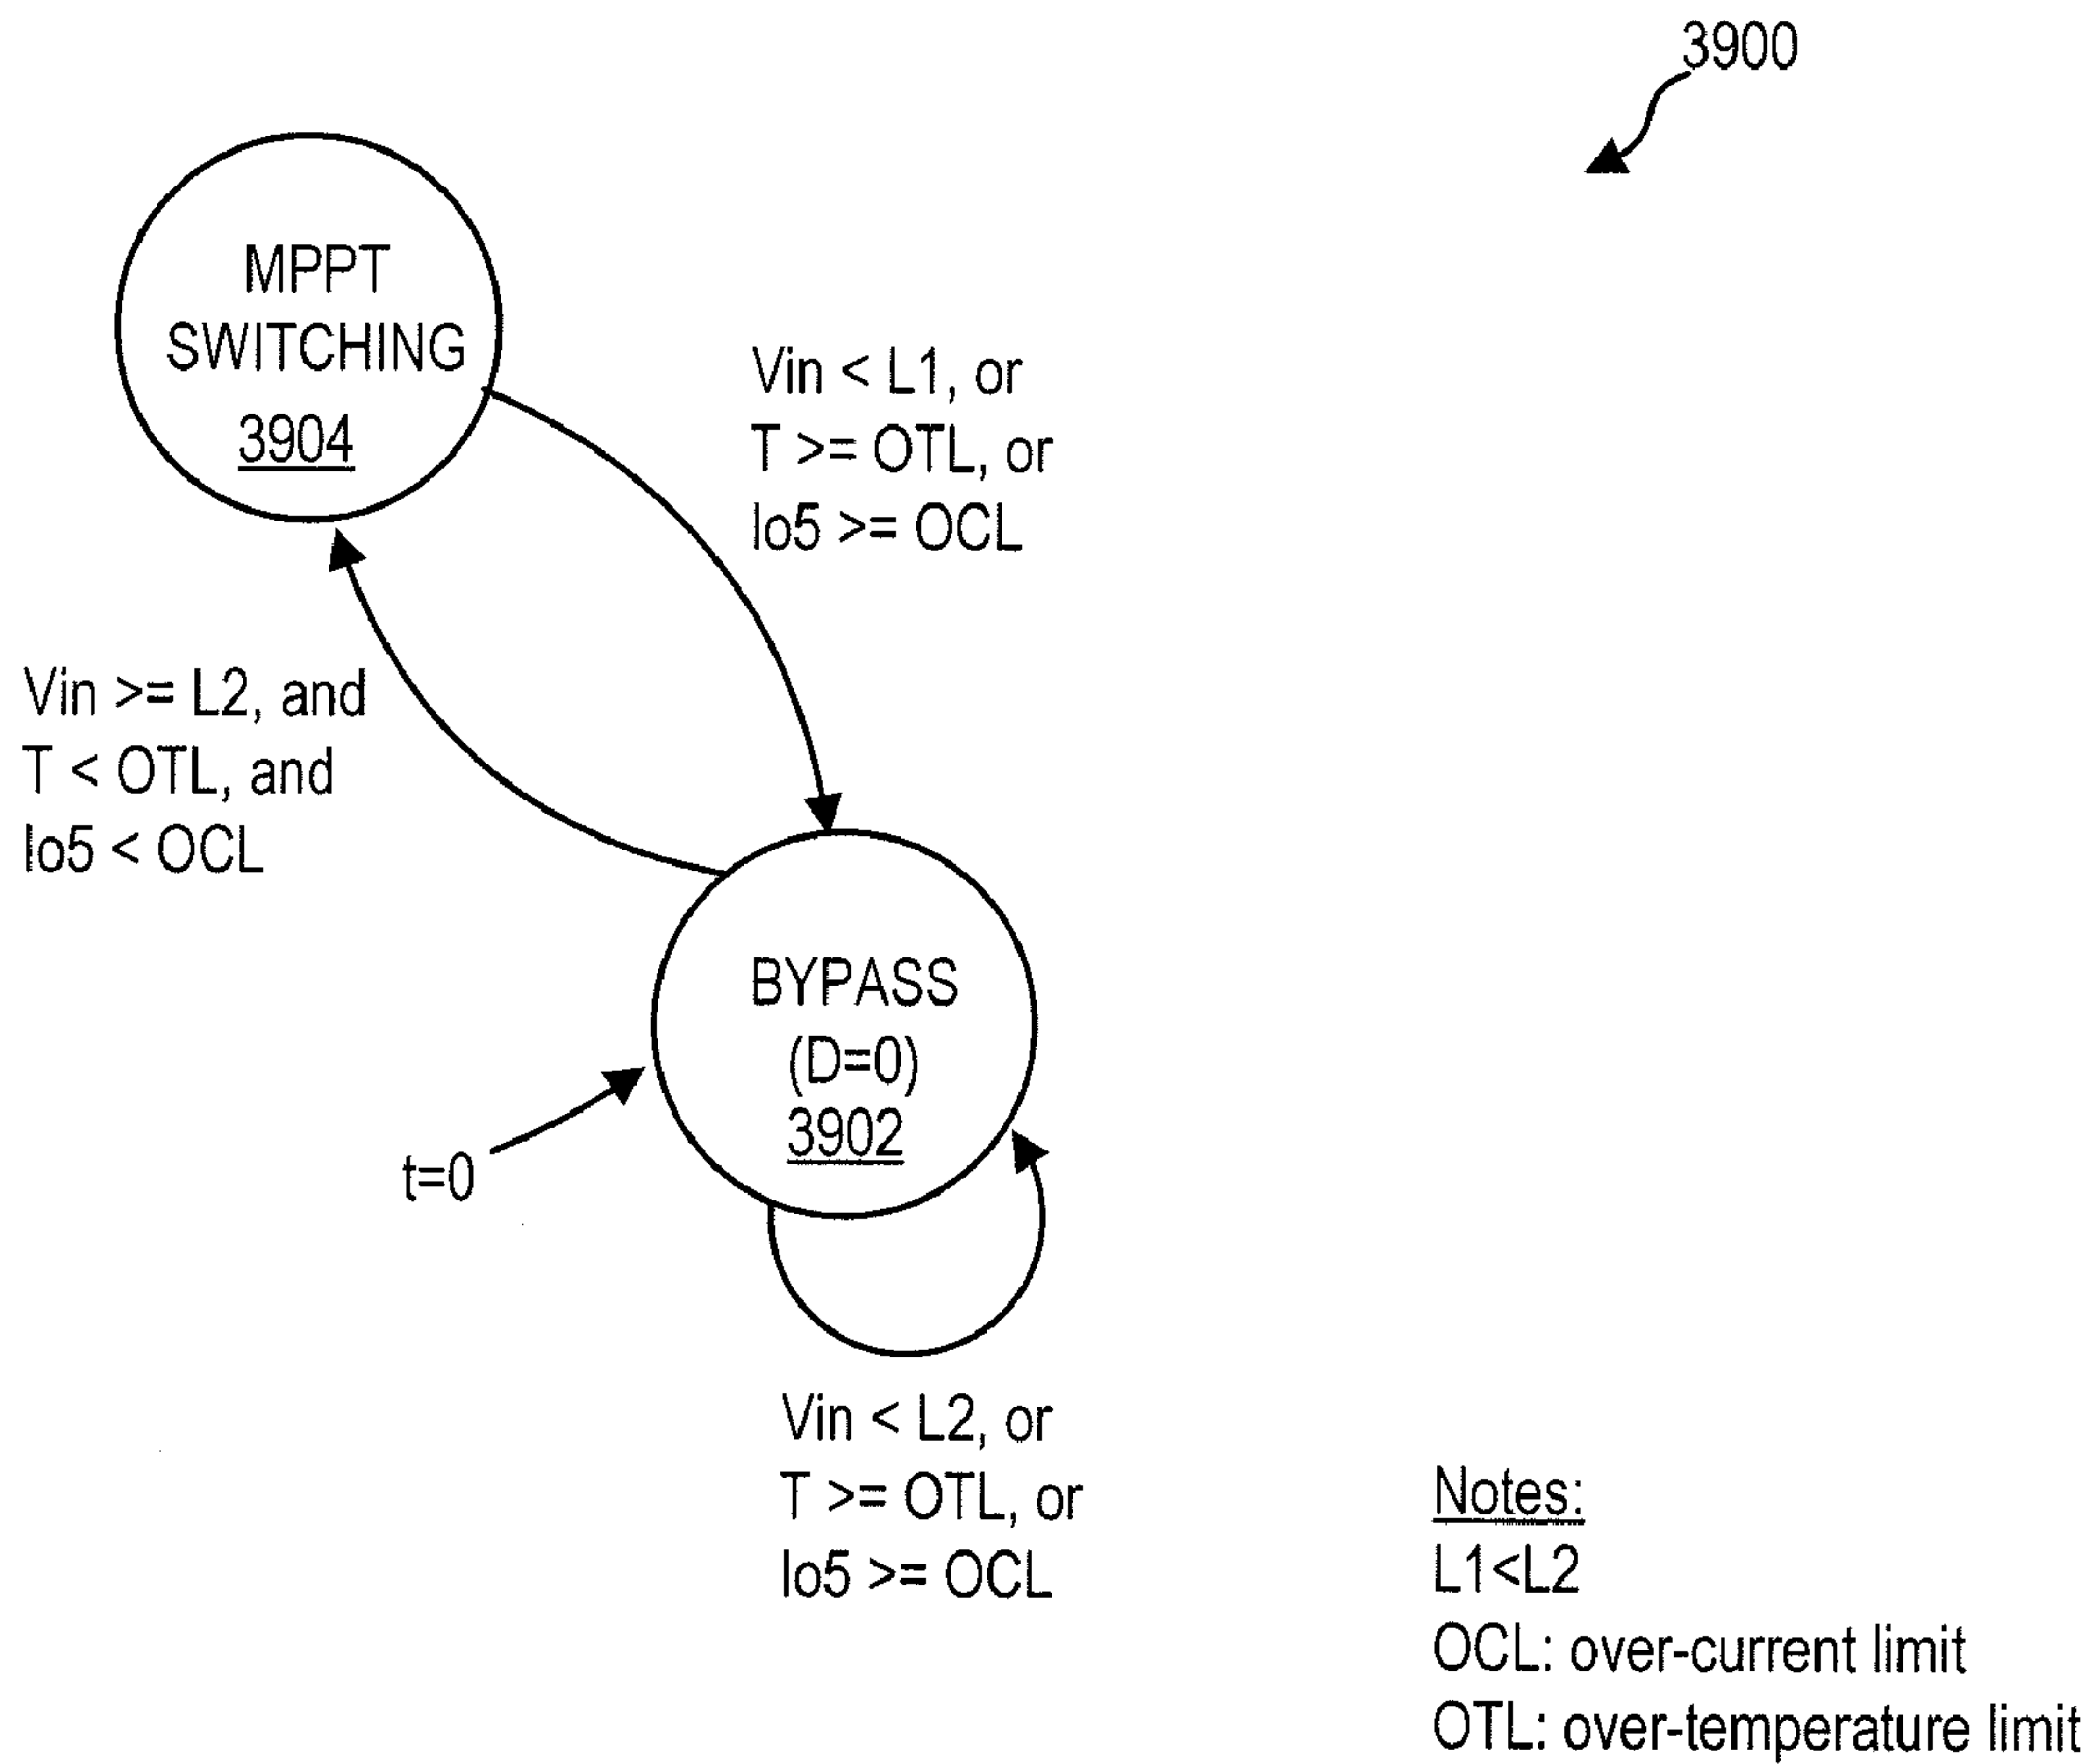 3900
MPPT
SWITCHING
3904
Vin < L1, or
T >= OTL, or
Io5 >= OCL
Vin >= L2, and
T < OTL, and
Io5 < OCL
BYPASS
(D=0)
3902
t=0
Vin < L2, or
T >= OTL, or
Io5 >= OCL
Notes:
L1<L2
OCL: over-current limit
OTL: over-temperature limit